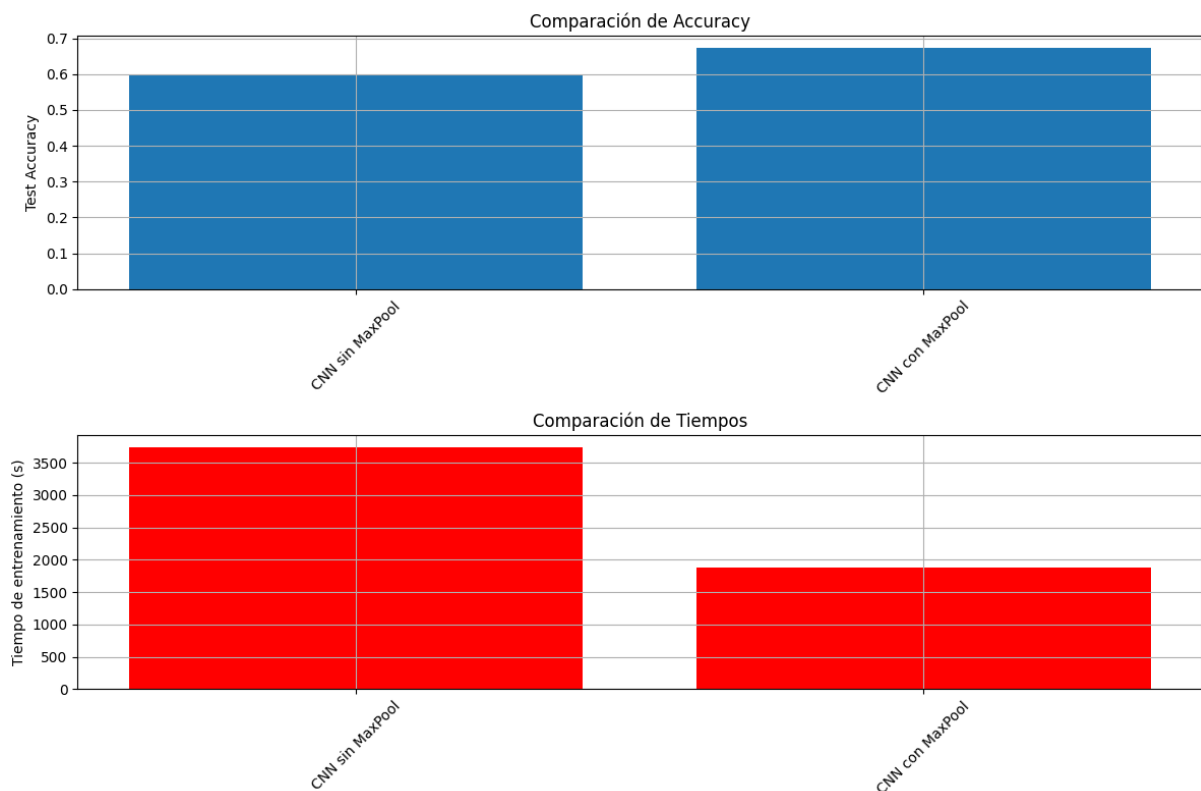 Comparación de Accuracy
Test Accuracy
0.7
0.6
0.5
0.4
0.3
0.2
0.1
0.0
CNN sin MaxPool
CNN con MaxPool
Comparación de Tiempos
Tiempo de entrenamiento (s)
3500
3000
2500
2000
1500
1000
500
0
CNN sin MaxPool
CNN con MaxPool